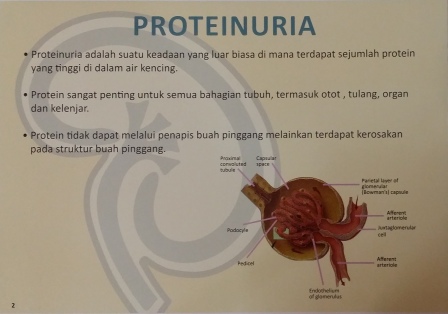 PROTEINURIA
• Proteinuria adalah suatu keadaan yang luar biasa di mana terdapat sejumlah protein
yang tinggi di dalam air kencing.
• Protein sangat penting untuk semua bahagian tubuh, termasuk otot , tulang, organ
dan kelenjar.
• Protein tidak dapat melalui penapis buah pinggang melainkan terdapat kerosakan
pada struktur buah pinggang.
Proximal
convoluted
tubule
Capsular
space
Parietal layer of
glomerular
(Bowman's) capsule
Afferent
arteriole
Juxtaglomerular
cell
Podocyte
Pedicel
Afferent
arteriole
Endothelium
of glomerulus
2